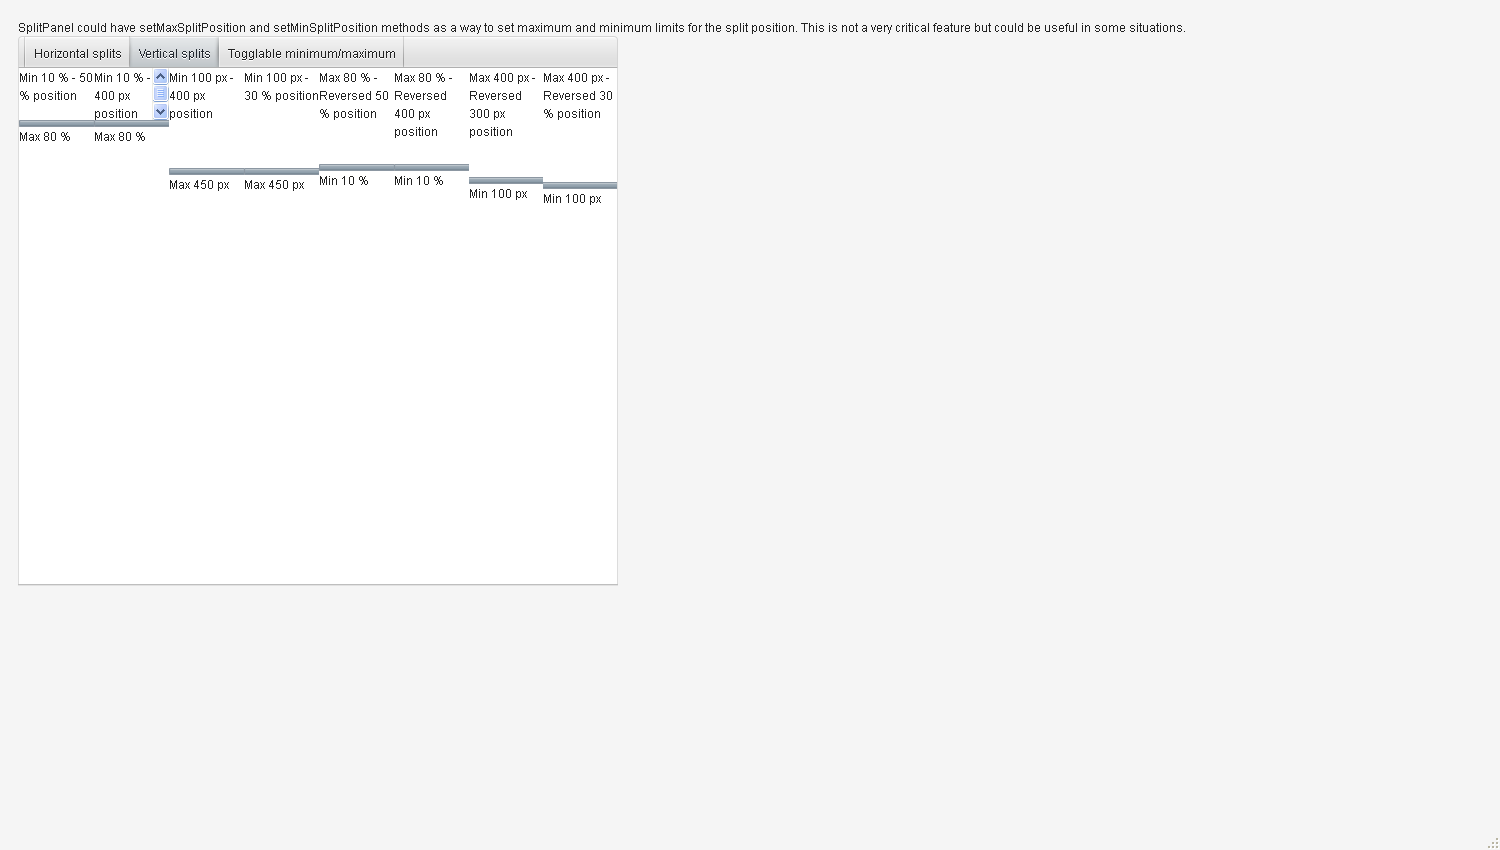 SplitPanel could have setMaxSplitPosition and setMinSplitPosition methods as a way to set maximum and minimum limits for the split position. This is not a very critical feature but could be useful in some situations.
Horizontal splits
Vertical splits
Togglable minimum/maximum
Min 10 % - 50
% position
Max 80 %
Min 10 % -
400 px
position
Max 80 %
Min 100 px -
400 px
position
Max 450 px
Min 100 px -
30 % position
Max 450 px
Max 80 % -
Reversed 50
% position
Min 10 %
Max 80 % -
Reversed
400 px
position
Min 10 %
Max 400 px -
Reversed
300 px
position
Min 100 px
Max 400 px -
Reversed 30
% position
Min 100 px